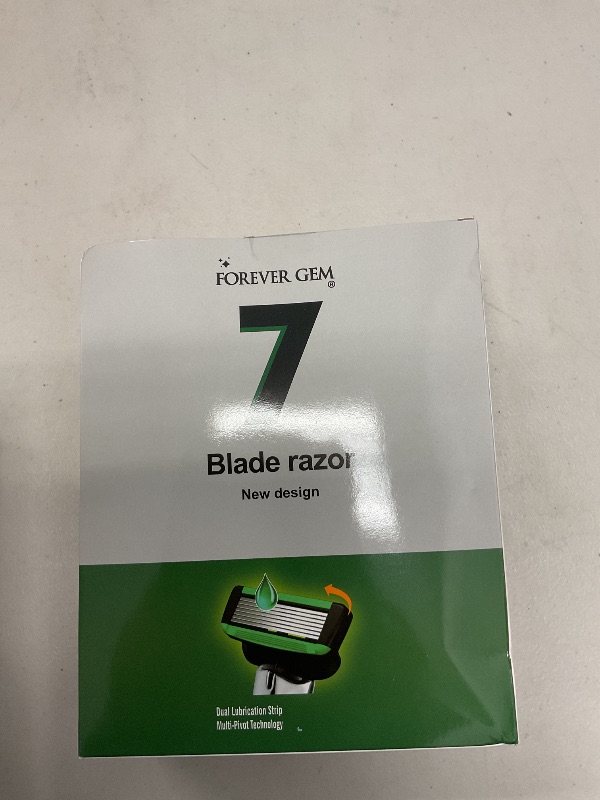 FOREVER GEM®
7
Blade razor
New design
Dual Lubrication Strip
Multi-Pivot Technology